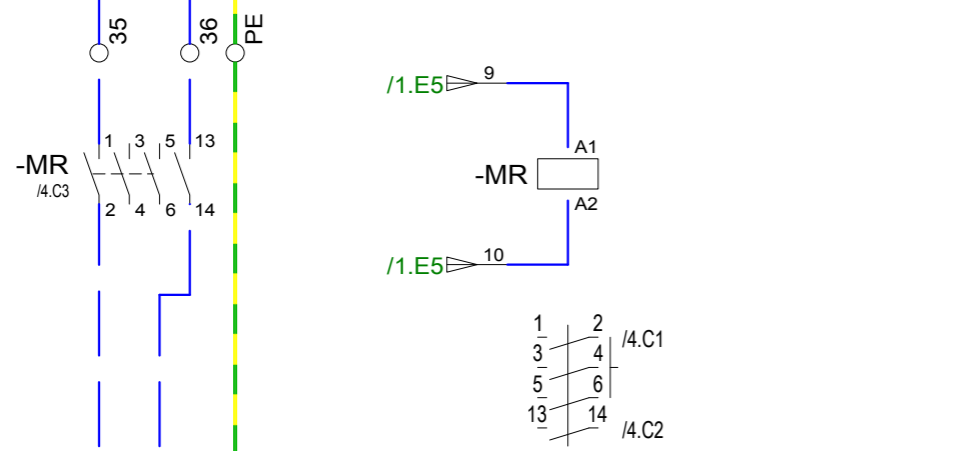 35 36 PE
/1.E5 9
1 3 5 13 A1
-MR -MR
/4.C3
2 4 6 14 A2
/1.E5 10
1 2 /4.C1
3 4
5 6
13 14 /4.C2